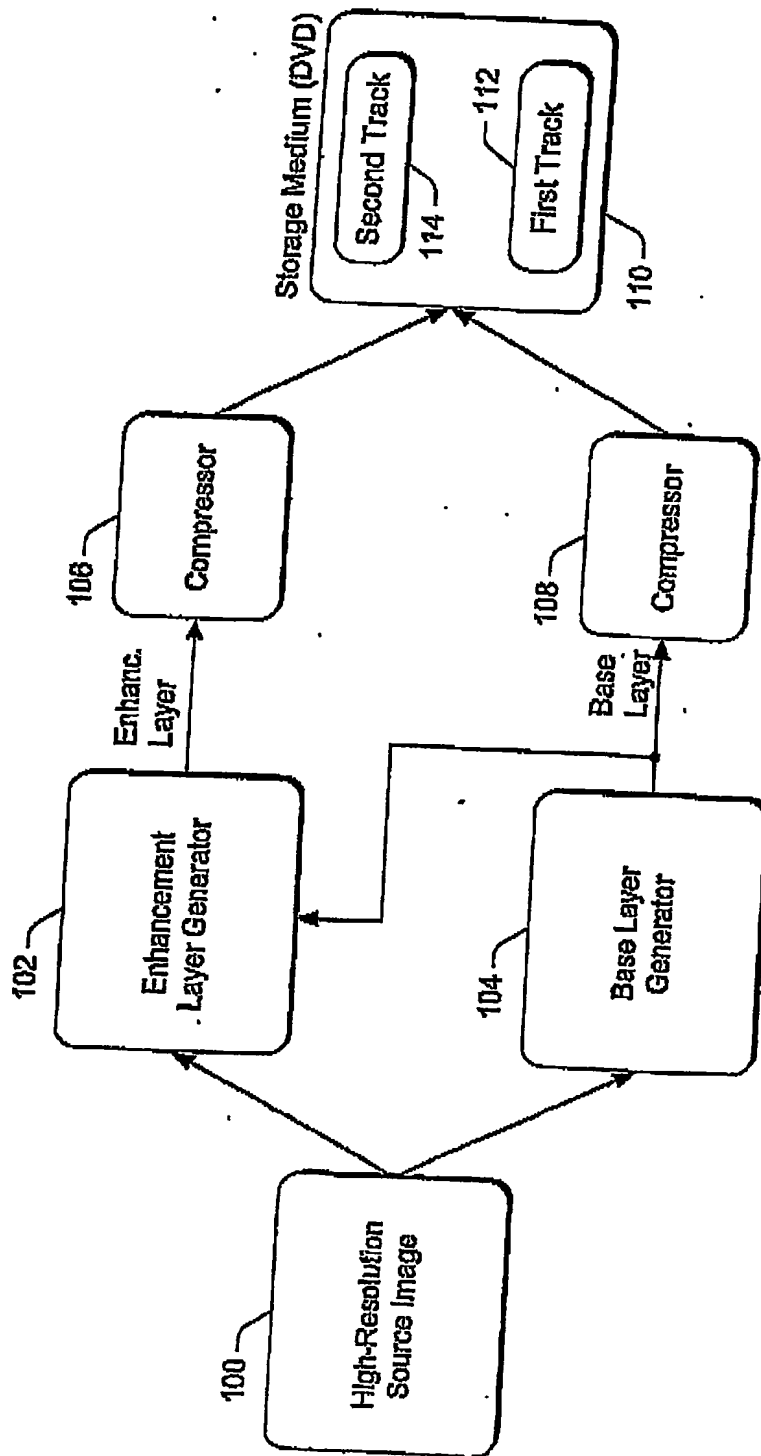 100
High-Resolution
Source Image
102
Enhancement
Layer Generator
104
Base Layer
Generator
Enhanc.
Layer
Base
Layer
106
Compressor
108
Compressor
Storage Medium (DVD)
Second Track
114
112
First Track
110